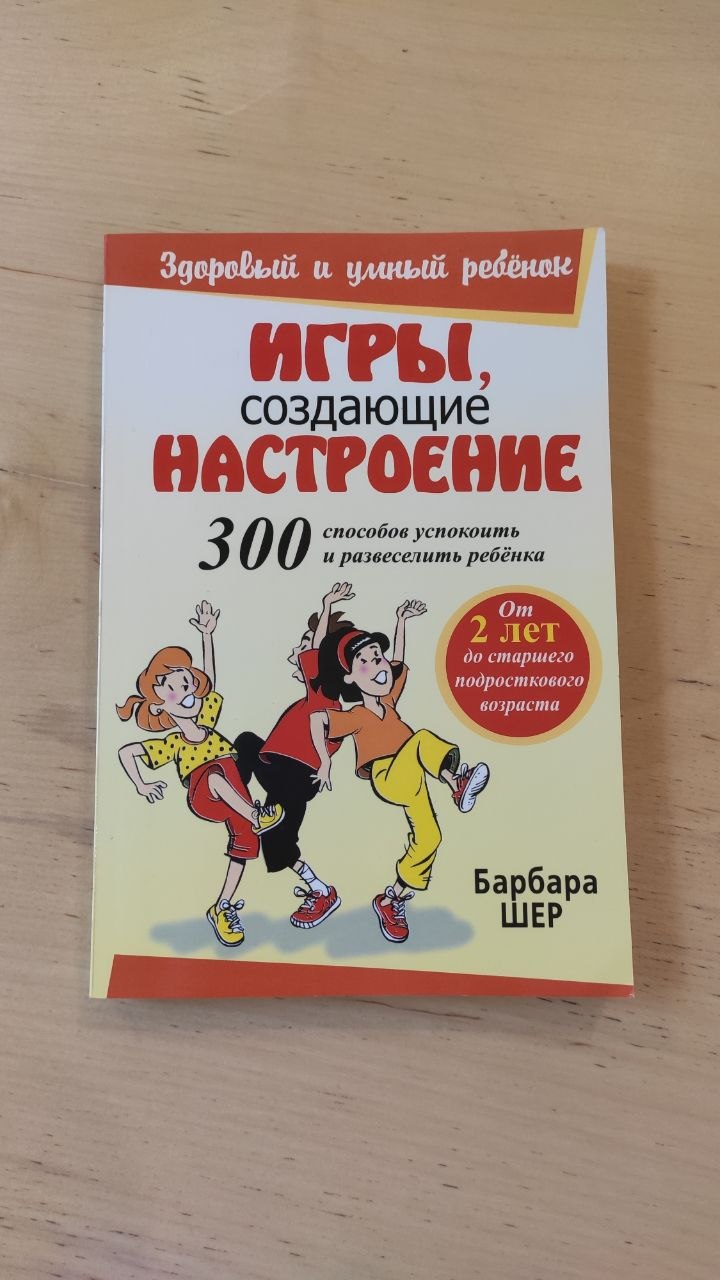 Здоровый и умный ребёнок
ИГРЫ,
создающие
НАСТРОЕНИЕ
300 способов успокоить
и развеселить ребёнка
От
2 лет
до старшего
подросткового
возраста
Барбара
ШЕР